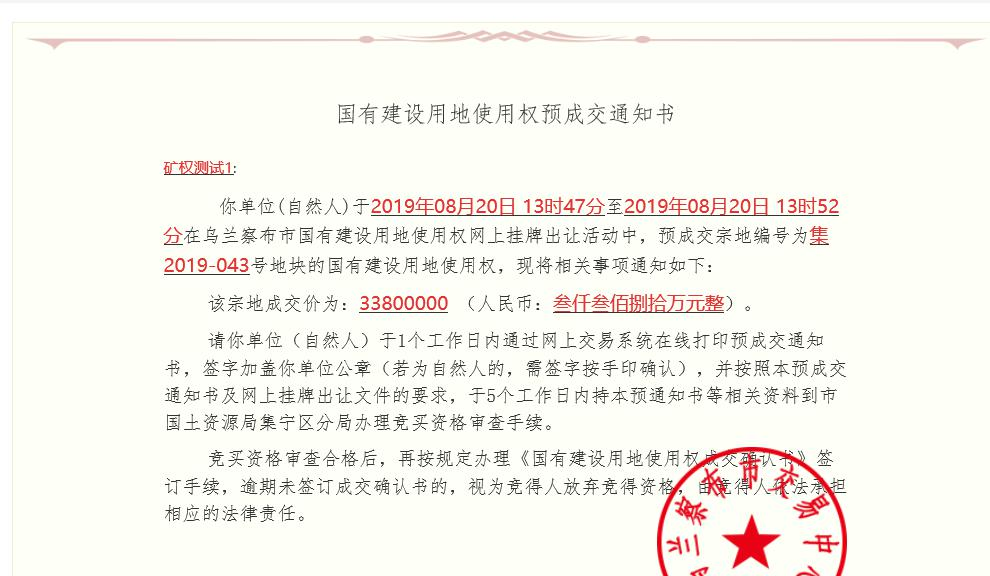 国有建设用地使用权预成交通知书
矿权测试1:
你单位(自然人)于2019年08月20日 13时47分至2019年08月20日 13时52
分在乌兰察布市国有建设用地使用权网上挂牌出让活动中，预成交宗地编号为集
2019-043号地块的国有建设用地使用权，现将相关事项通知如下：
该宗地成交价为：33800000 （人民币：叁仟叁佰捌拾万元整）。
请你单位（自然人）于1个工作日内通过网上交易系统在线打印预成交通知
书，签字加盖你单位公章（若为自然人的，需签字按手印确认），并按照本预成交
通知书及网上挂牌出让文件的要求，于5个工作日内持本预通知书等相关资料到市
国土资源局集宁区分局办理竞买资格审查手续。
竞买资格审查合格后，再按规定办理《国有建设用地使用权成交确认书》签
订手续，逾期未签订成交确认书的，视为竞得人放弃竞得资格，由竞得人依法承担
相应的法律责任。
兰察布市交易中